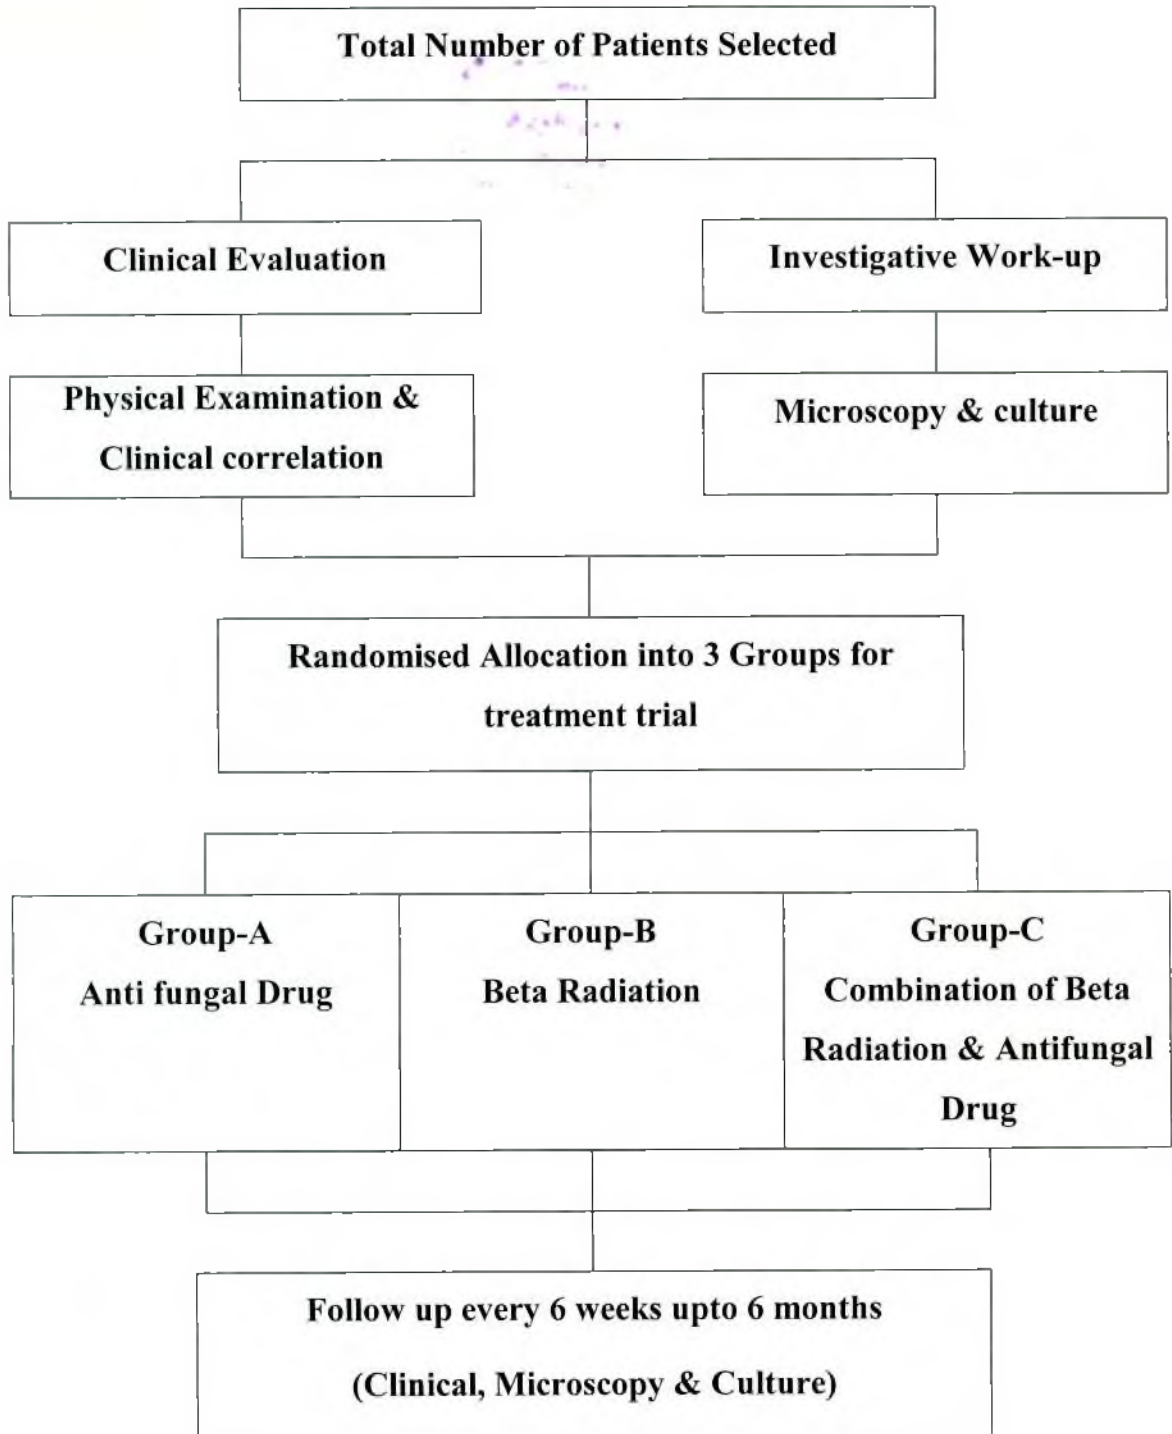 Total Number of Patients Selected
Clinical Evaluation
Investigative Work-up
Physical Examination &
Clinical correlation
Microscopy & culture
Randomised Allocation into 3 Groups for
treatment trial
Group-A
Anti fungal Drug
Group-B
Beta Radiation
Group-C
Combination of Beta
Radiation & Antifungal
Drug
Follow up every 6 weeks upto 6 months
(Clinical, Microscopy & Culture)